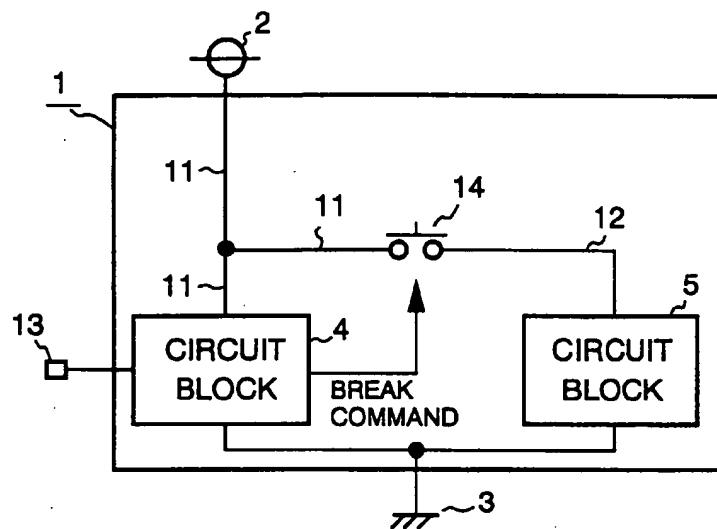 2
1
11
11
14
12
11
13
4
5
CIRCUIT
BLOCK
CIRCUIT
BLOCK
BREAK
COMMAND
3